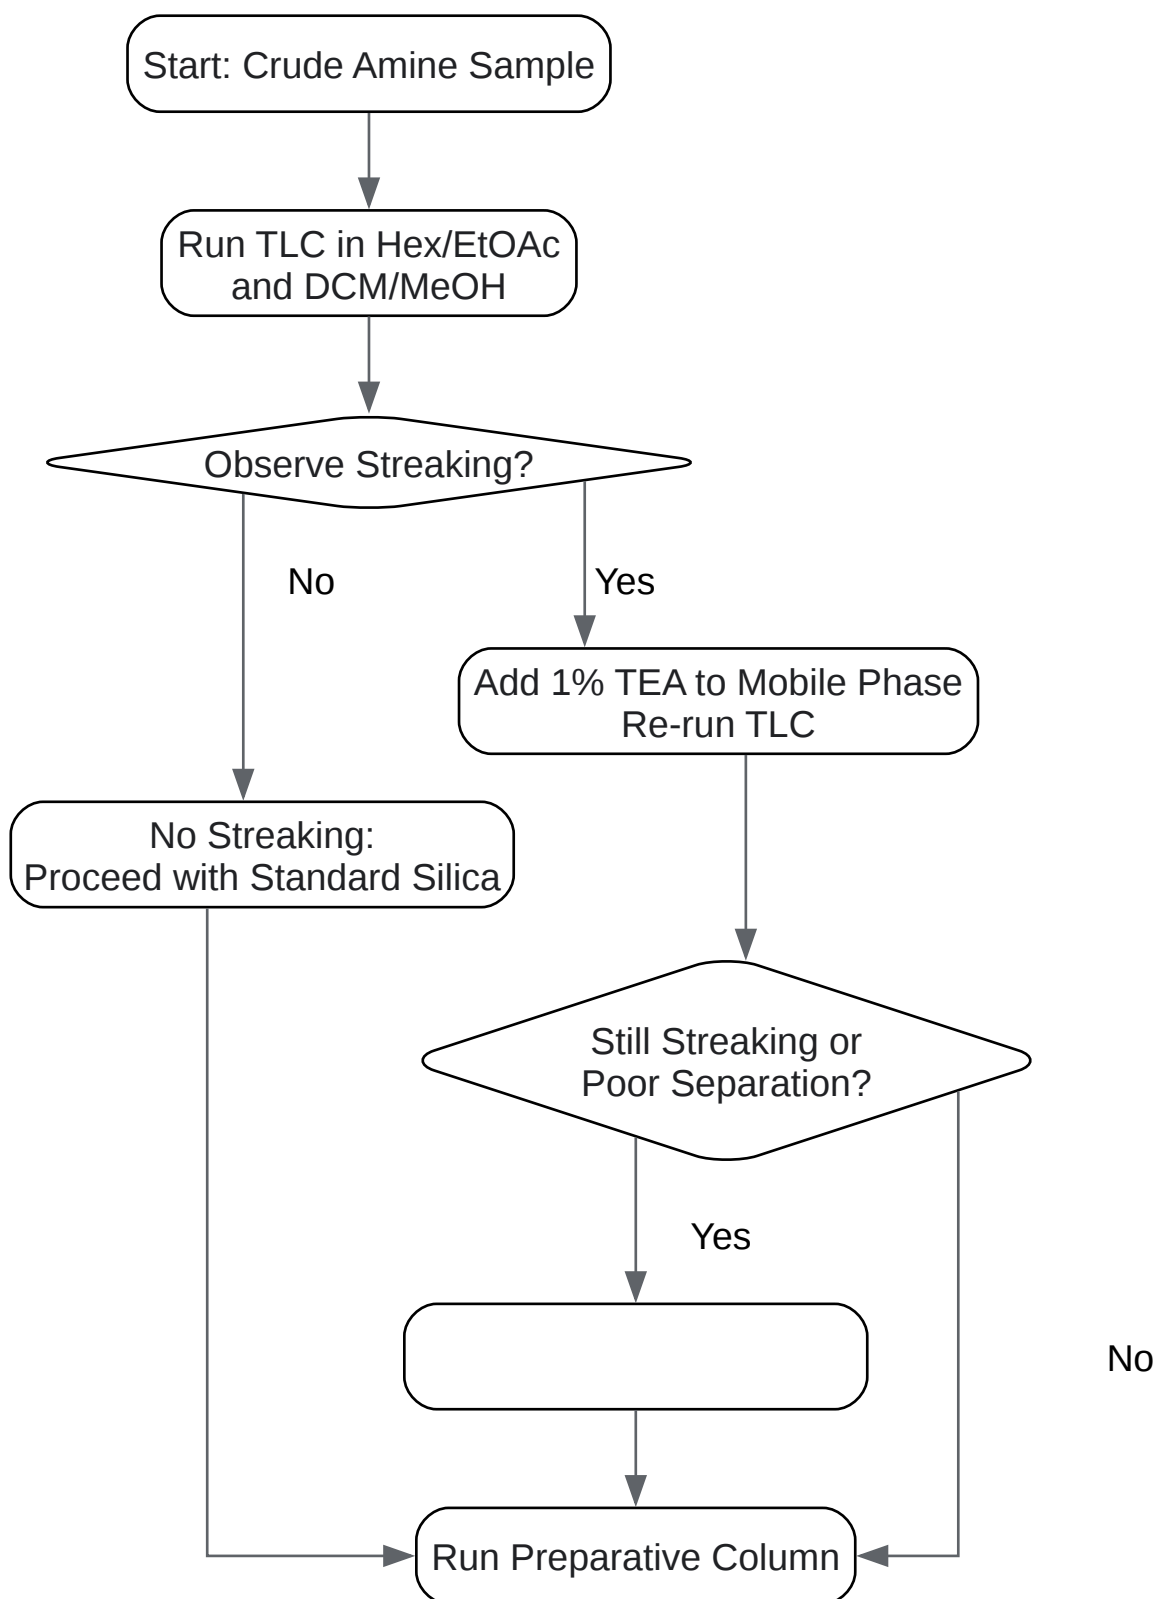 Start: Crude Amine Sample
Run TLC in Hex/EtOAc
and DCM/MeOH
Observe Streaking?
No
Yes
Add 1% TEA to Mobile Phase
Re-run TLC
No Streaking:
Proceed with Standard Silica
Still Streaking or
Poor Separation?
Yes
No
Run Preparative Column